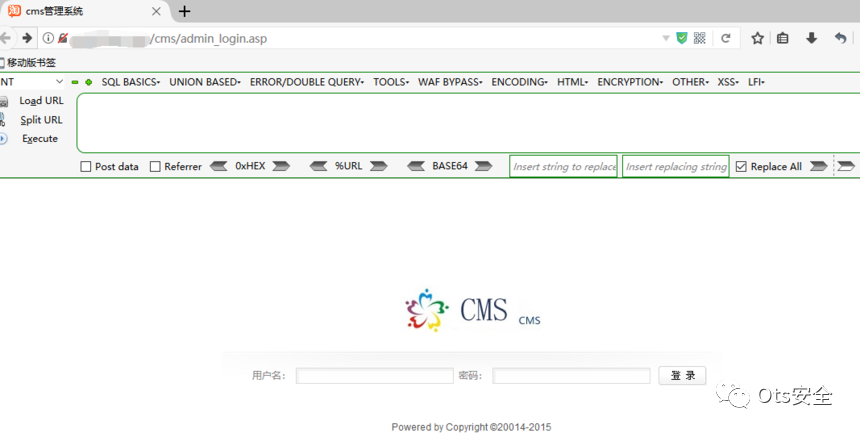 cms管理系统
/cms/admin_login.asp
移动版书签
NT SQL BASICS UNION BASED ERROR/DOUBLE QUERY TOOLS WAF BYPASS ENCODING HTML ENCRYPTION OTHER XSS LFI
Load URL
Split URL
Execute
Post data Referrer 0xHEX %URL BASE64 Insert string to replace Insert replacing string Replace All
CMS CMS
用户名: 密码: 登 录
Ots安全
Powered by Copyright ©20014-2015